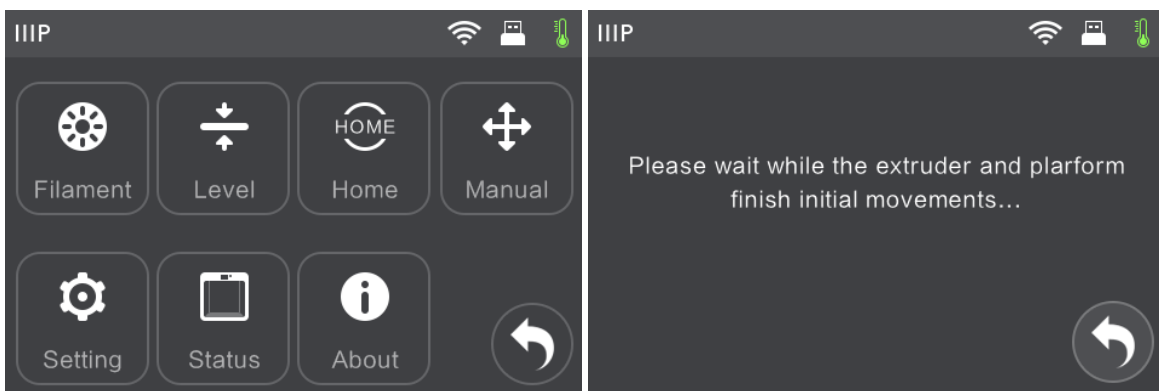 IIIP
Filament
Level
HOME
Home
Manual
Setting
Status
About
IIIP
Please wait while the extruder and plarform
finish initial movements...